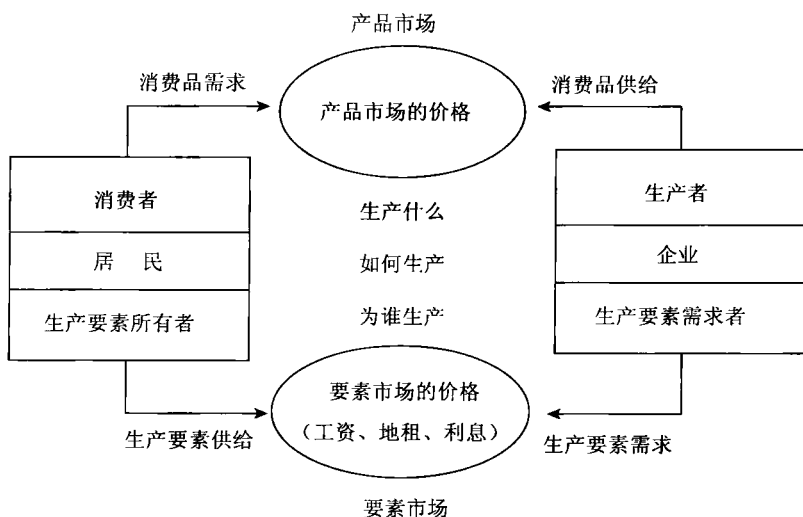 产品市场
消费品需求
消费品供给
产品市场的价格
消费者
生产者
生产什么
居 民
如何生产
企业
生产要素所有者
为谁生产
生产要素需求者
要素市场的价格
（工资、地租、利息）
生产要素供给
生产要素需求
要素市场